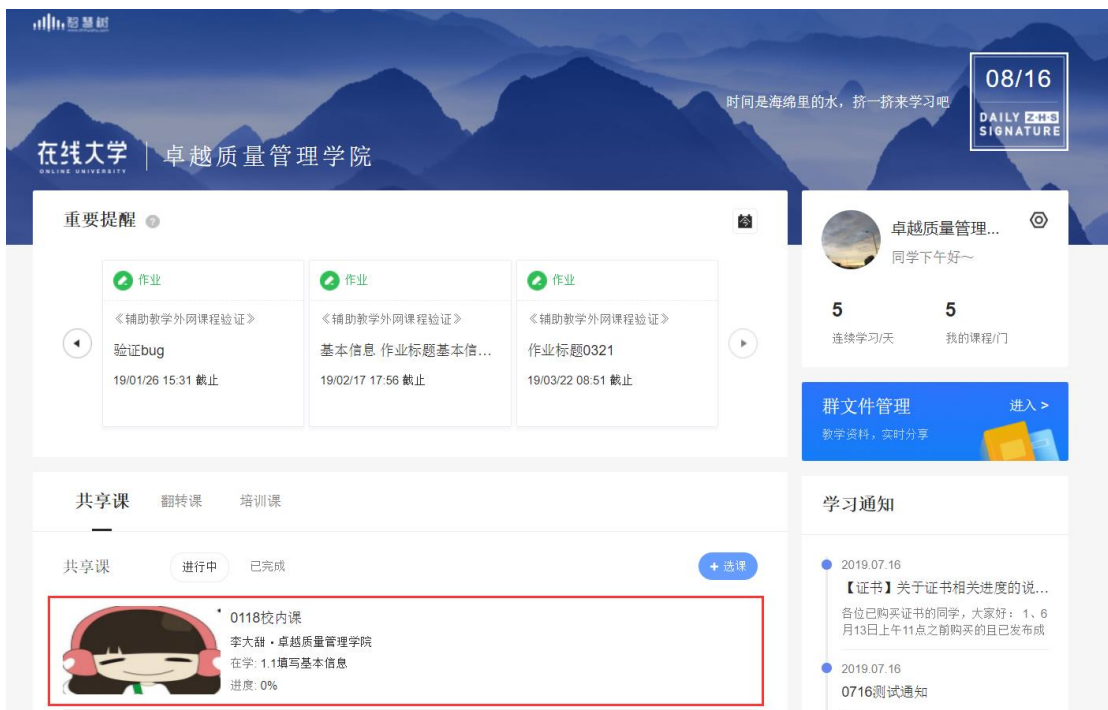 智慧树
www.zhihuishu.com
时间是海绵里的水，挤一挤来学习吧
08/16
DAILY Z-H-S
SIGNATURE
在线大学
ONLINE UNIVERSITY
卓越质量管理学院
重要提醒 ?
今
作业
《辅助教学外网课程验证》
验证bug
19/01/26 15:31 截止
作业
《辅助教学外网课程验证》
基本信息 作业标题基本信...
19/02/17 17:56 截止
作业
《辅助教学外网课程验证》
作业标题0321
19/03/22 08:51 截止
卓越质量管理...
同学下午好～
5
连续学习/天
5
我的课程/门
群文件管理
进入 >
教学资料，实时分享
共享课
翻转课
培训课
共享课
进行中
已完成
+ 选课
0118校内课
李大甜・卓越质量管理学院
在学: 1.1填写基本信息
进度: 0%
学习通知
2019.07.16
【证书】关于证书相关进度的说...
各位已购买证书的同学，大家好： 1、6
月13日上午11点之前购买的且已发布成
2019.07.16
0716测试通知